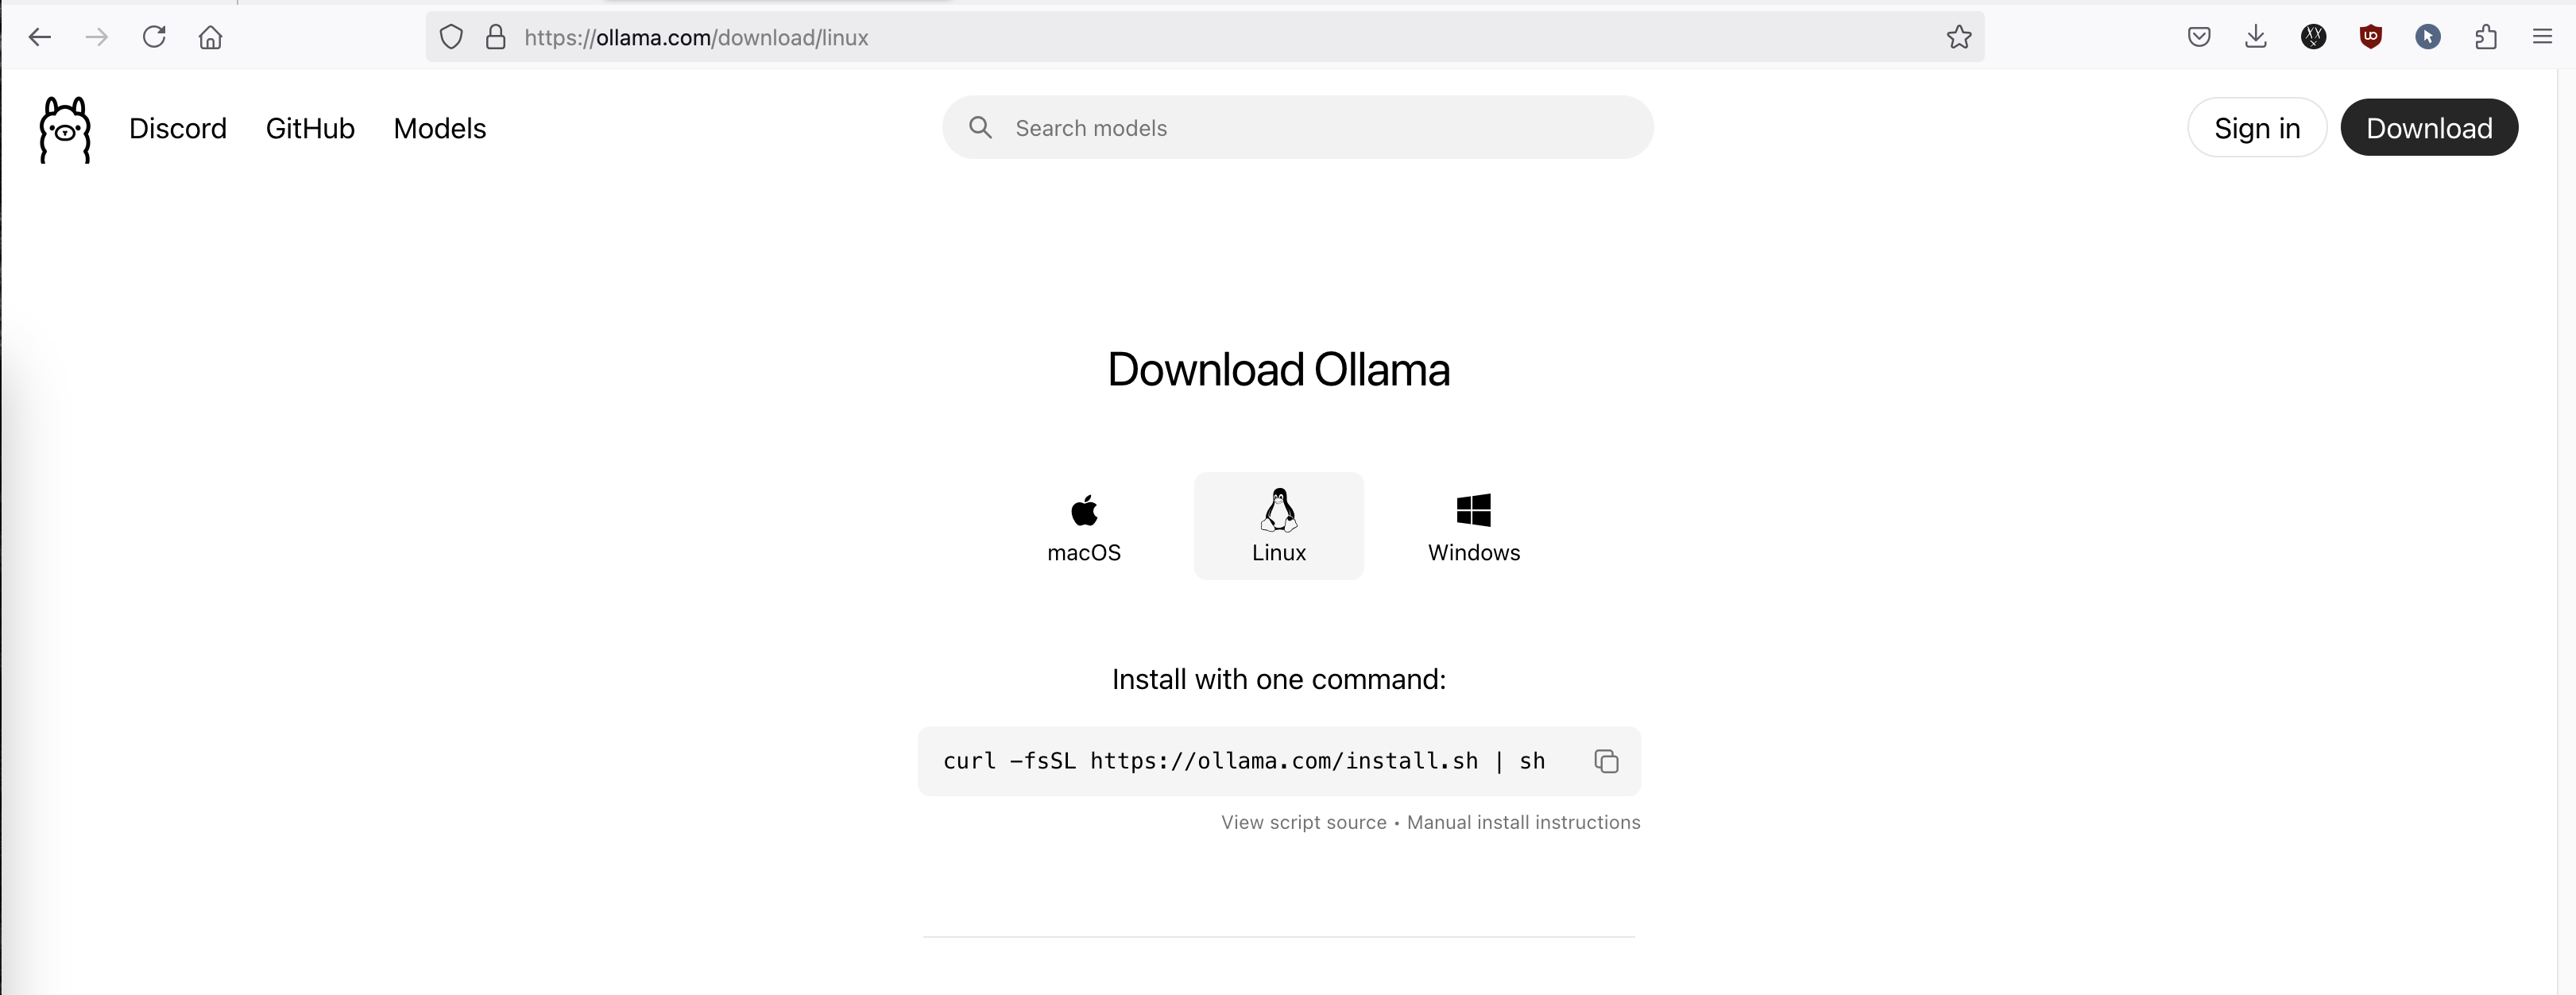 https://ollama.com/download/linux
Discord GitHub Models Search models Sign in Download
Download Ollama
macOS Linux Windows
Install with one command:
curl -fsSL https://ollama.com/install.sh | sh
View script source • Manual install instructions